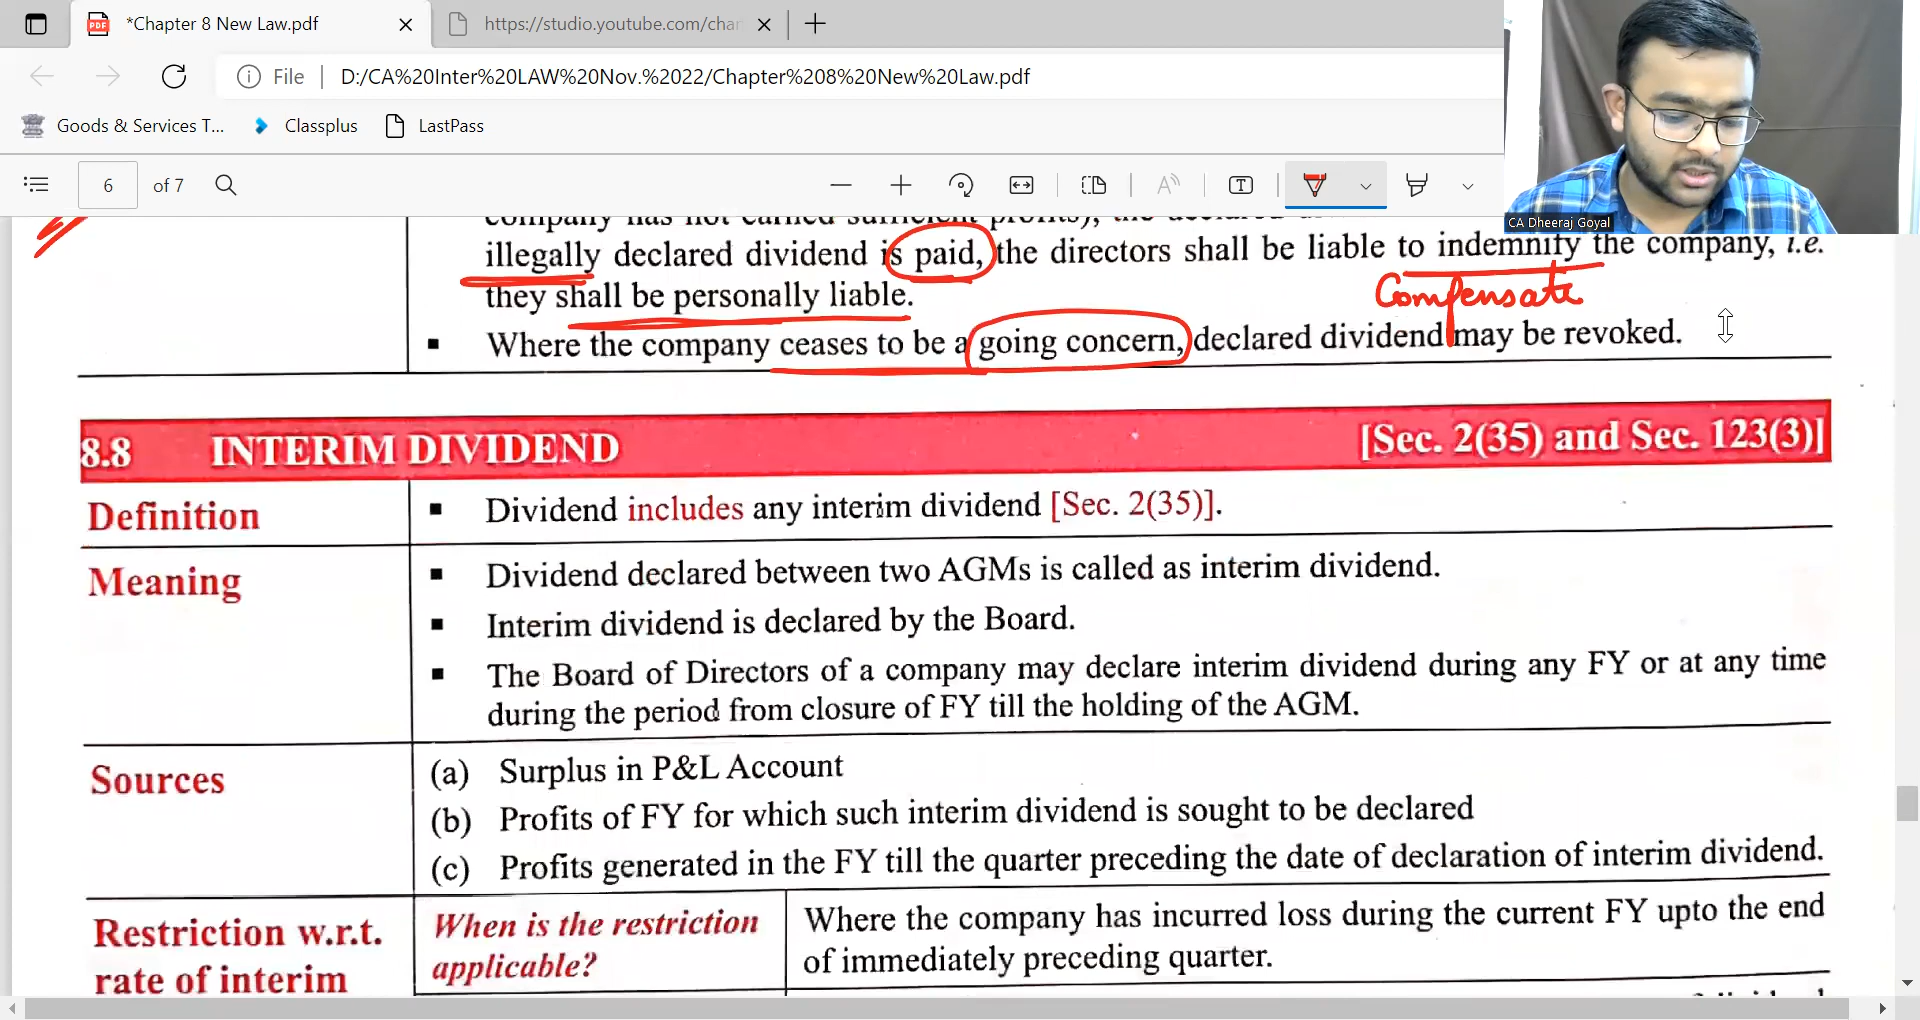 *Chapter 8 New Law.pdf
https://studio.youtube.com/char
File
D:/CA%20Inter%20LAW%20Nov.%2022/Chapter%208%20New%20Law.pdf
Goods & Services T...
Classplus
LastPass
6
of 7
CA Dheeraj Goyal
company has not earned sufficient profits), the declared
illegally declared dividend is paid, the directors shall be liable to indemnify the company, i.e.
they shall be personally liable.
Compensate
▪ Where the company ceases to be a going concern, declared dividend may be revoked.
8.8 INTERIM DIVIDEND [Sec. 2(35) and Sec. 123(3)]
Definition
▪ Dividend includes any interim dividend [Sec. 2(35)].
Meaning
▪ Dividend declared between two AGMs is called as interim dividend.
▪ Interim dividend is declared by the Board.
▪ The Board of Directors of a company may declare interim dividend during any FY or at any time
during the period from closure of FY till the holding of the AGM.
Sources
(a) Surplus in P&L Account
(b) Profits of FY for which such interim dividend is sought to be declared
(c) Profits generated in the FY till the quarter preceding the date of declaration of interim dividend.
Restriction w.r.t.
rate of interim
When is the restriction
applicable?
Where the company has incurred loss during the current FY upto the end
of immediately preceding quarter.